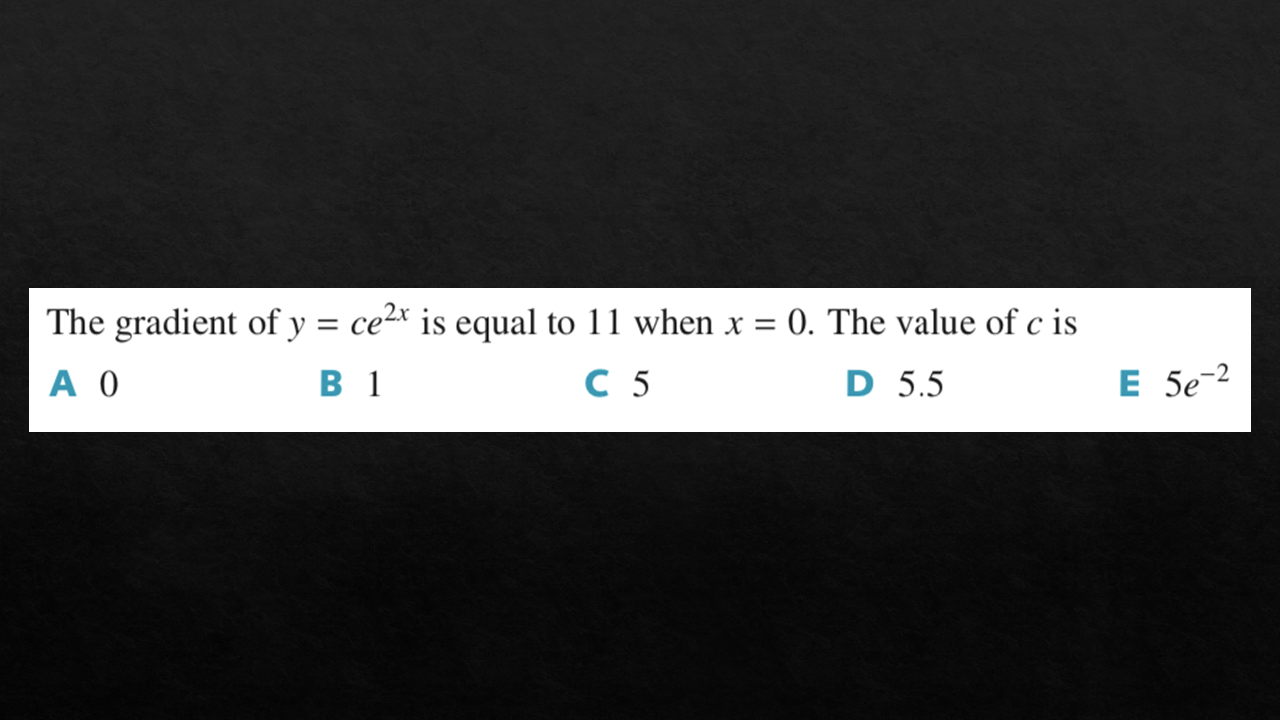 The gradient of y = ce^{2x} is equal to 11 when x = 0. The value of c is
A 0 B 1 C 5 D 5.5 E 5e^{−2}